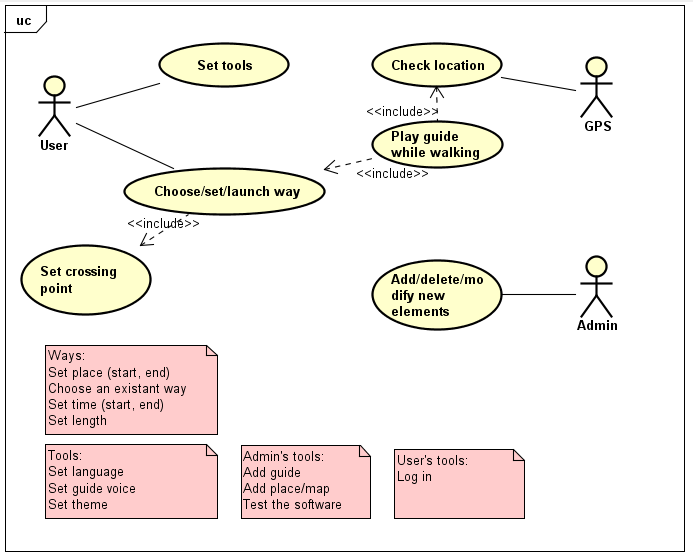 uc
Set tools
Check location
User
GPS
<<include>>
Play guide
while walking
<<include>>
Choose/set/launch way
<<include>>
Set crossing
point
Add/delete/mo
dify new
elements
Admin
Ways:
Set place (start, end)
Choose an existant way
Set time (start, end)
Set length
Tools:
Set language
Set guide voice
Set theme
Admin's tools:
Add guide
Add place/map
Test the software
User's tools:
Log in